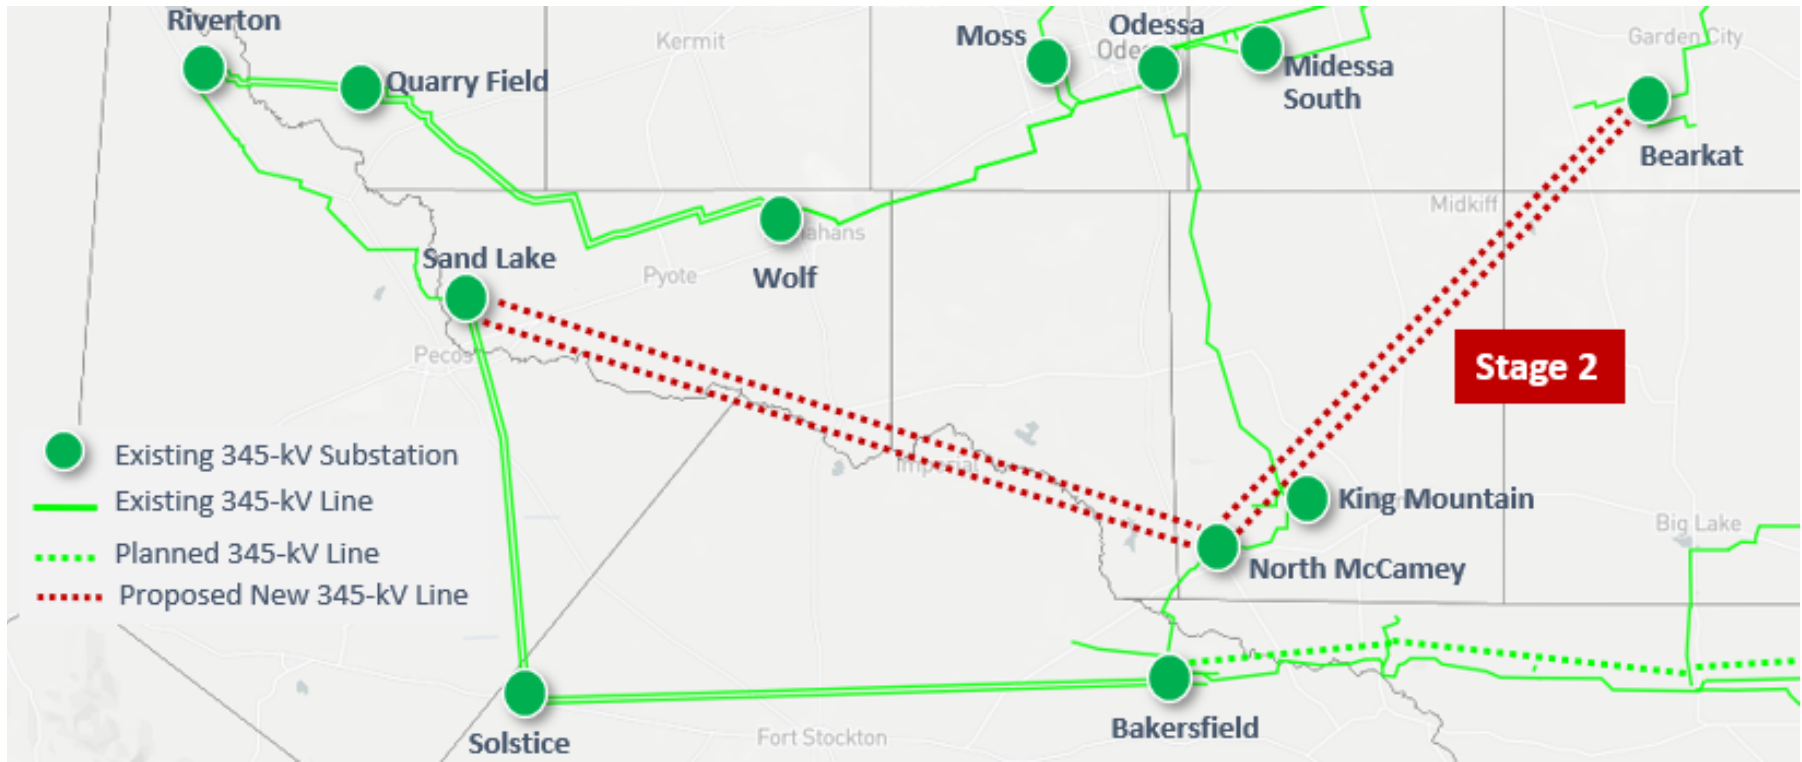 Riverton
Kermit
Moss
Odessa
Garden City
Quarry Field
Midessa
South
Bearkat
Midkiff
Sand Lake
Pyote
Wolf
Pecos
Stage 2
Existing 345-kV Substation
Imperial
Existing 345-kV Line
King Mountain
Big Lake
Planned 345-kV Line
North McCamey
Proposed New 345-kV Line
Solstice
Fort Stockton
Bakersfield